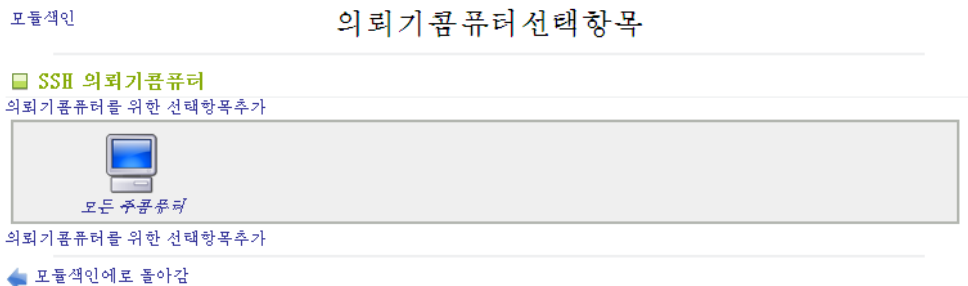 모듈색인
의뢰기콤퓨터선택항목
SSH 의뢰기콤퓨터
의뢰기콤퓨터를 위한 선택항목추가
모든 주콤퓨터
의뢰기콤퓨터를 위한 선택항목추가
모듈색인에로 돌아감